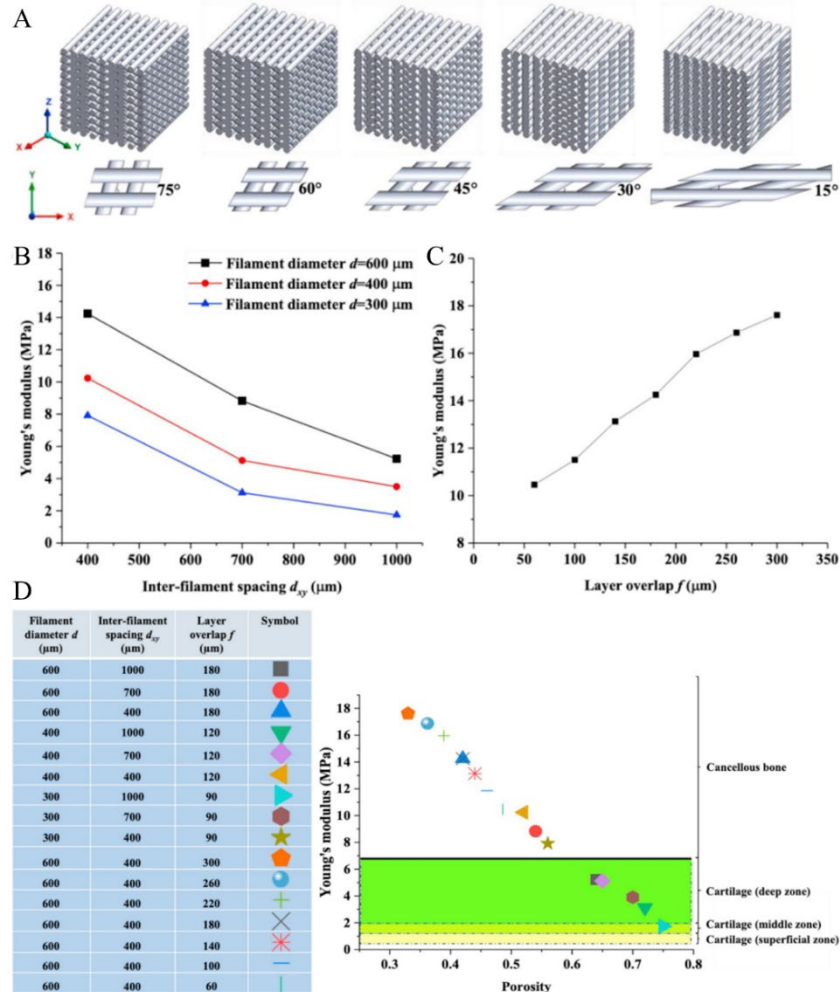 A
Z
X
Y
Y
X
75°
60°
45°
30°
15°
B
Filament diameter d=600 μm
Filament diameter d=400 μm
Filament diameter d=300 μm
Young's modulus (MPa)
18
16
14
12
10
8
6
4
2
0
400
500
600
700
800
900
1000
Inter-filament spacing dxy (μm)
C
Young's modulus (MPa)
20
18
16
14
12
10
8
0
50
100
150
200
250
300
350
Layer overlap f (μm)
D
Filament diameter d (μm) Inter-filament spacing dxy (μm) Layer overlap f (μm) Symbol
600 1000 180
600 700 180
600 400 180
400 1000 120
400 700 120
400 400 120
300 1000 90
300 700 90
300 400 90
600 400 300
600 400 260
600 400 220
600 400 180
600 400 140
600 400 100
600 400 60
Young's modulus (MPa)
18
16
14
12
10
8
6
4
2
0
0.3
0.4
0.5
0.6
0.7
0.8
Porosity
Cancellous bone
Cartilage (deep zone)
Cartilage (middle zone)
Cartilage (superficial zone)